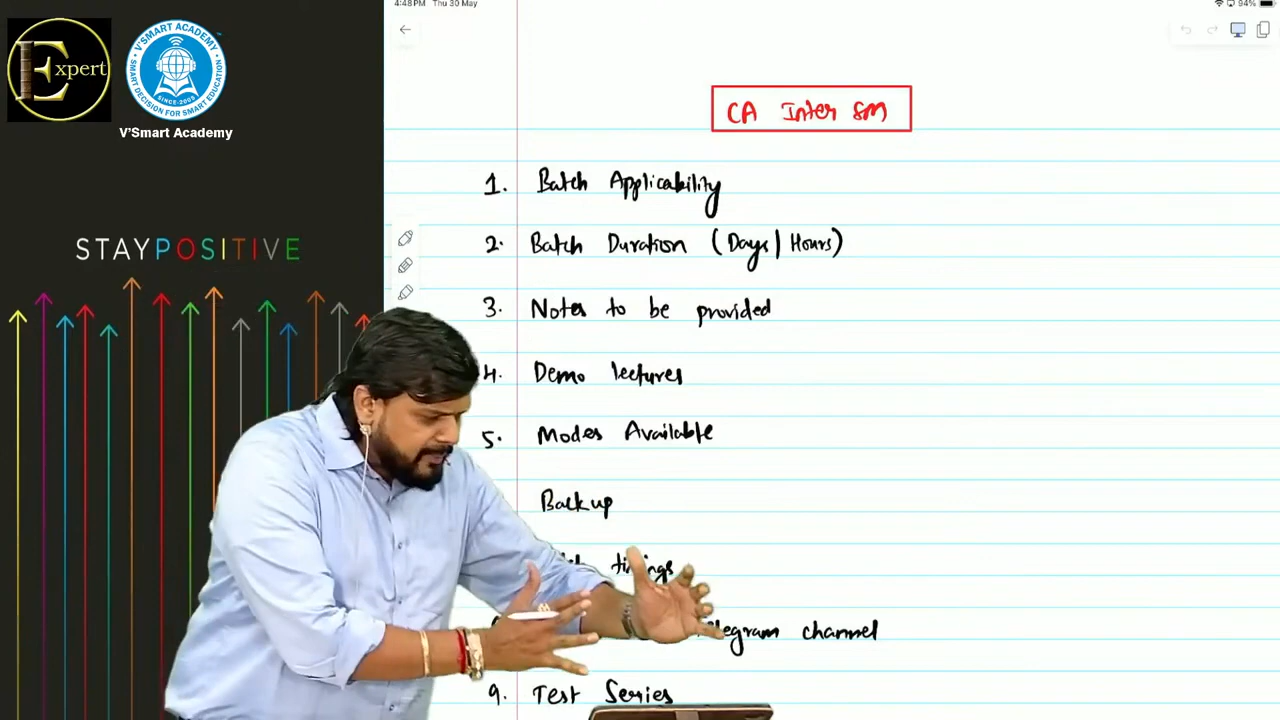 4:48PM Thu 30 May
94%
Expert
V'SMART ACADEMY
SMART DECISION FOR SMART EDUCATION
SINCE-2005
V'Smart Academy
STAYPOSITIVE
CA Inter SM
1. Batch Applicability
2. Batch Duration (Days | Hours)
3. Notes to be provided
4. Demo lectures
5. Modes Available
Backup
timings
channel
9. Test Series